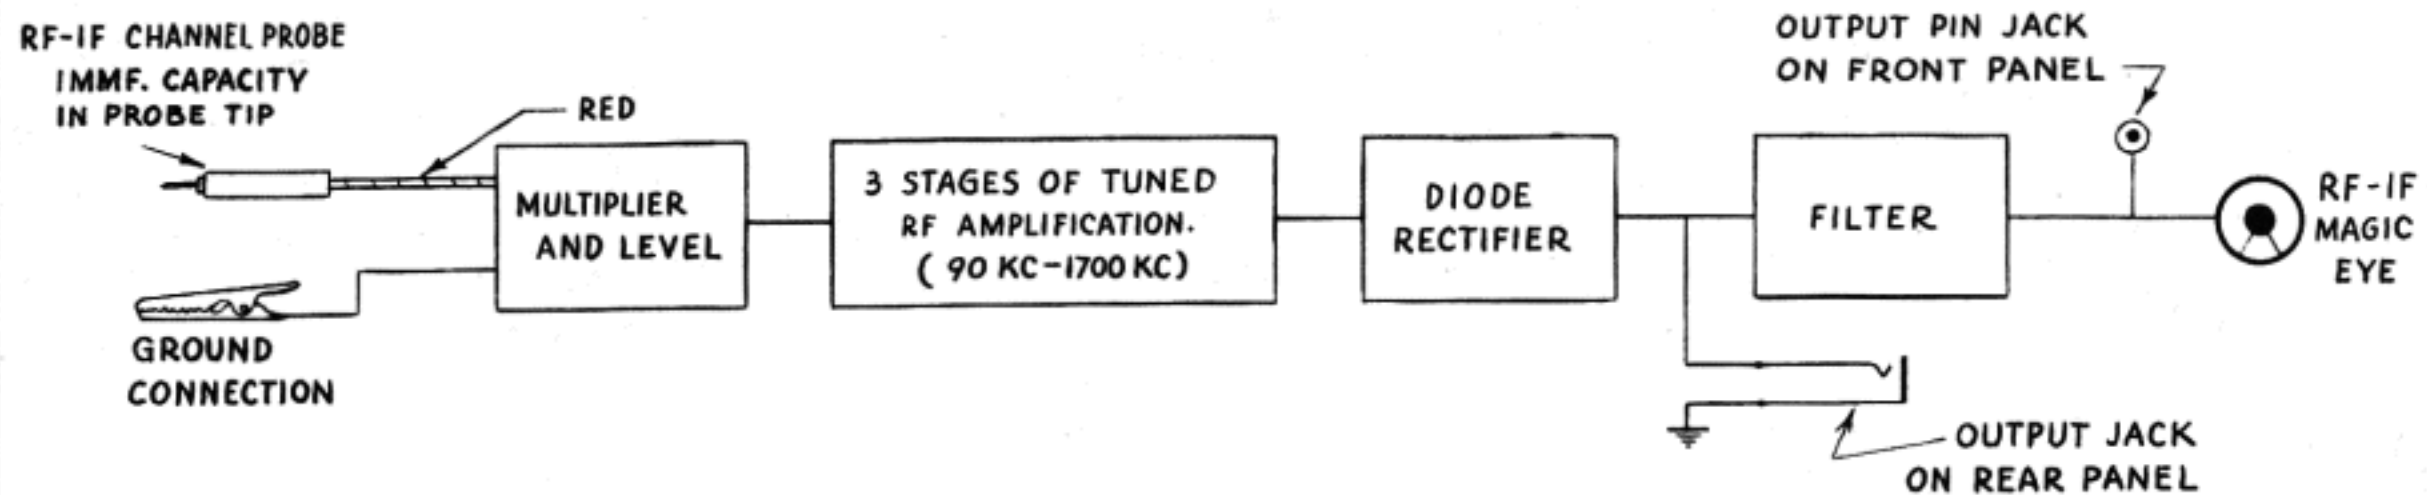 RF-IF CHANNEL PROBE
1MMF. CAPACITY
IN PROBE TIP
RED
GROUND
CONNECTION
MULTIPLIER
AND LEVEL
3 STAGES OF TUNED
RF AMPLIFICATION.
( 90 KC-1700 KC)
DIODE
RECTIFIER
FILTER
OUTPUT PIN JACK
ON FRONT PANEL
RF-IF
MAGIC
EYE
OUTPUT JACK
ON REAR PANEL